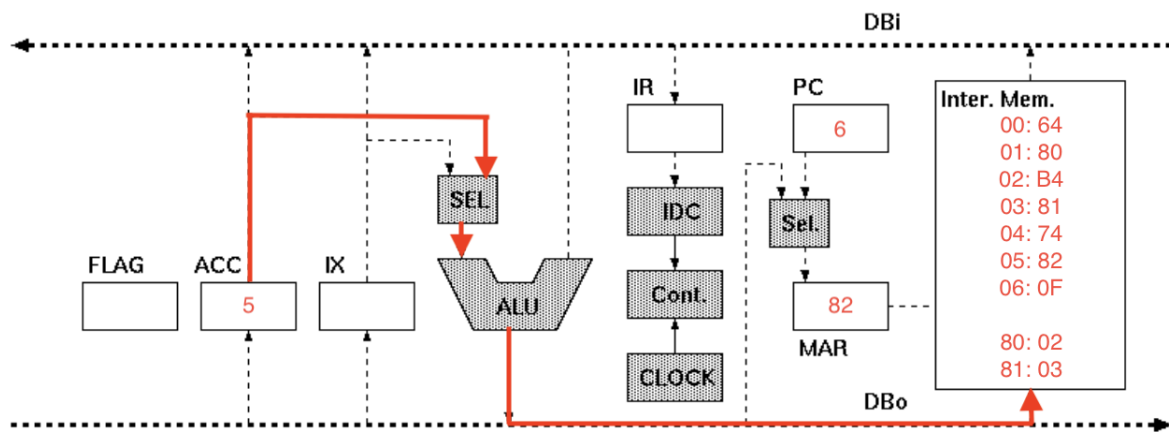 DBi
IR
PC
Inter. Mem.
6
00: 64
01: 80
02: B4
03: 81
04: 74
05: 82
06: 0F
80: 02
81: 03
SEL
IDC
Sel.
FLAG
ACC
IX
5
ALU
Cont.
82
MAR
CLOCK
DBo